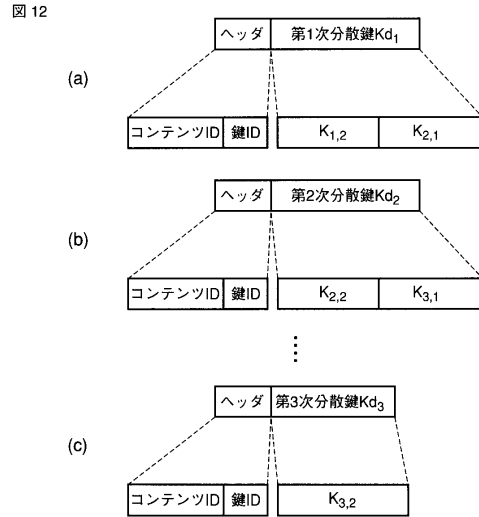 図 12
(a)
ヘッダ 第1次分散鍵Kd1
コンテンツID 鍵ID K1,2 K2,1
(b)
ヘッダ 第2次分散鍵Kd2
コンテンツID 鍵ID K2,2 K3,1
(c)
ヘッダ 第3次分散鍵Kd3
コンテンツID 鍵ID K3,2